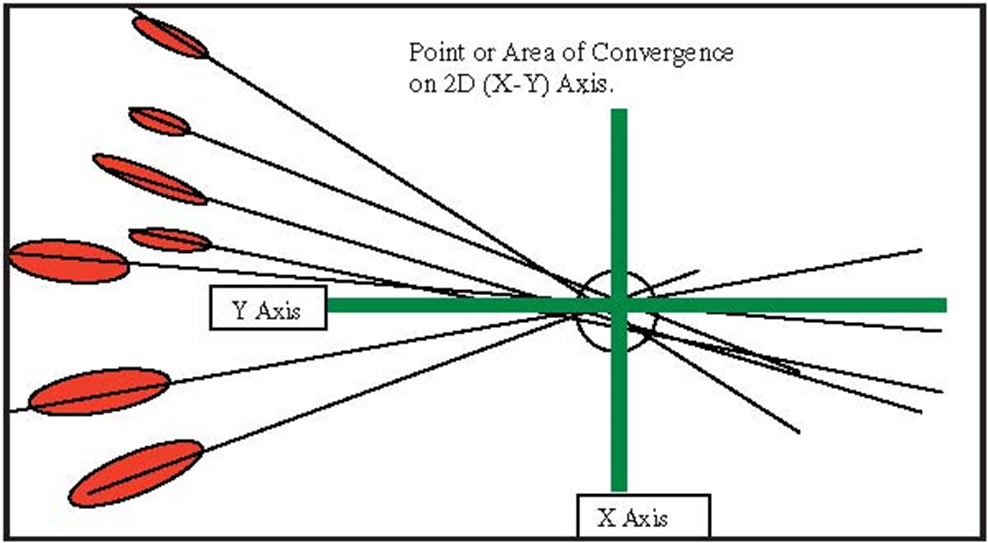 Point or Area of Convergence
on 2D (X-Y) Axis.
Y Axis
X Axis